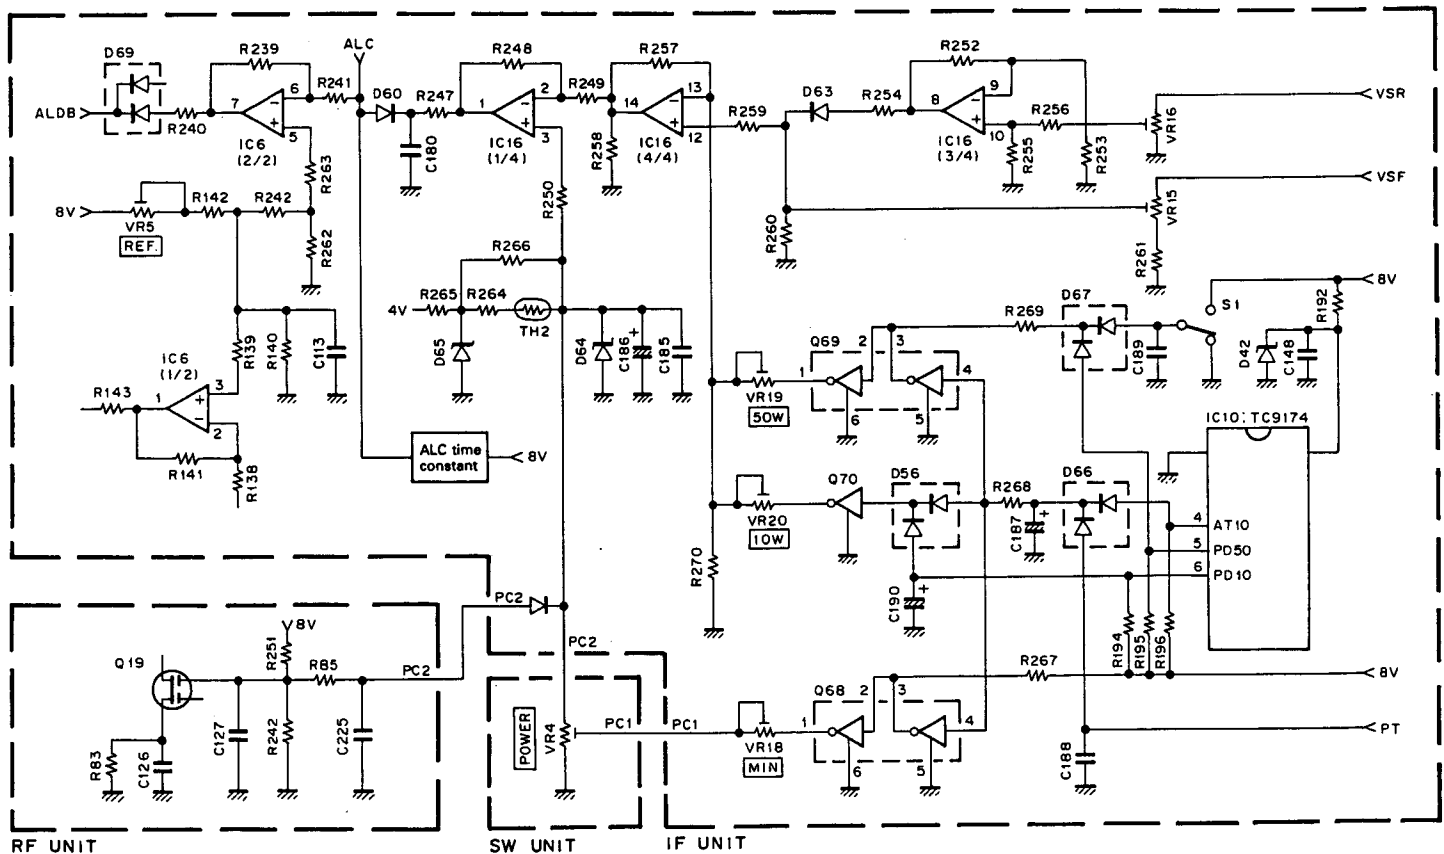 D69
R239
ALC
R248
R257
R252
ALDB
R240
7
6
5
IC6
(2/2)
R241
D60
R247
C180
1
2
3
IC16
(1/4)
R249
14
13
12
IC16
(4/4)
R258
R259
D63
R254
8
9
10
IC16
(3/4)
R256
R255
R253
VR16
VSR
VSF
VR15
R263
R250
8V
R142
R242
VR5
REF.
R262
R260
R261
R266
4V
R265
R264
TH2
D65
D64
C186
+
C185
R139
R140
C113
IC6
(1/2)
R143
1
3
2
R141
R138
ALC time
constant
8V
D67
R269
S1
R192
8V
C189
D42
C148
Q69
2
3
1
4
6
5
VR19
50W
IC10:TC9174
VR20
10W
Q70
D56
R268
C187
+
D66
4
AT10
5
PD50
6
PD10
R270
C190
+
R194
R195
R196
PC2
PC2
8V
R251
Q19
R85
PC2
C127
R242
C225
R83
C126
POWER
VR4
PC1
PC1
VR18
MIN
Q68
2
3
1
4
6
5
R267
8V
C188
PT
RF UNIT
SW UNIT
IF UNIT